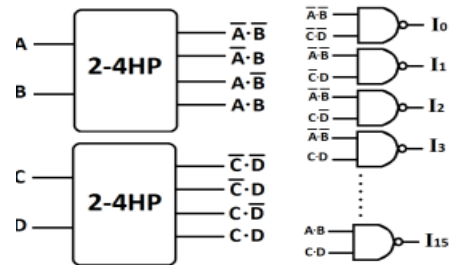 A
B
2-4HP
A̅·B̅
A̅·B
A·B̅
A·B
C
D
2-4HP
C̅·D̅
C̅·D
C·D̅
C·D
A̅·B̅
C̅·D̅
I₀
A̅·B̅
C̅·D
I₁
A̅·B̅
C·D̅
I₂
A̅·B̅
C·D
I₃
A·B
C·D
I₁₅